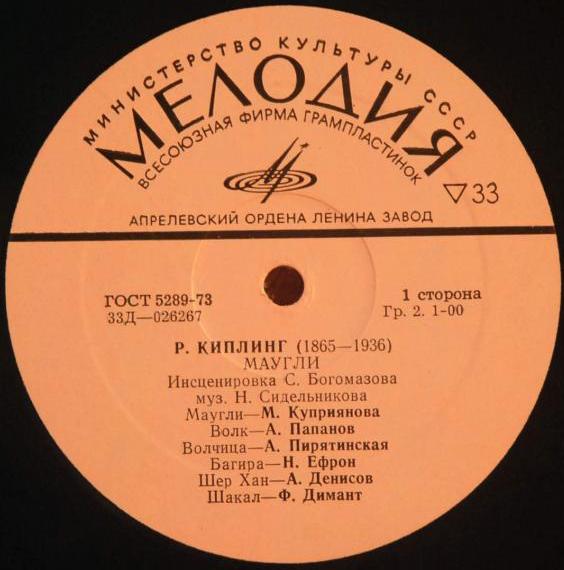 МИНИСТЕРСТВО КУЛЬТУРЫ СССР
МЕЛОДИЯ
ВСЕСОЮЗНАЯ ФИРМА ГРАМПЛАСТИНОК
▽33
АПРЕЛЕВСКИЙ ОРДЕНА ЛЕНИНА ЗАВОД
ГОСТ 5289-73
33Д—026267
1 сторона
Гр. 2. 1-00
Р. КИПЛИНГ (1865—1936)
МАУГЛИ
Инсценировка С. Богомазова
муз. Н. Сидельникова
Маугли—М. Куприянова
Волк—А. Папанов
Волчица—А. Пирятинская
Багира—Н. Ефрон
Шер Хан—А. Денисов
Шакал—Ф. Димант